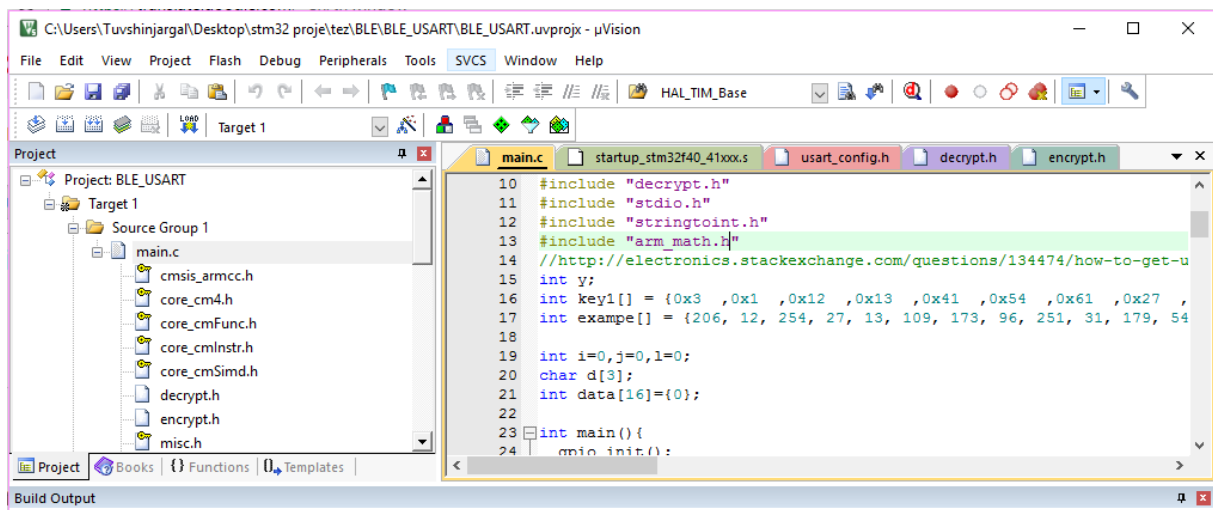 C:\Users\Tuvshinjargal\Desktop\stm32 proje\tez\BLE\BLE_USART\BLE_USART.uvprojx - µVision
File Edit View Project Flash Debug Peripherals Tools SVCS Window Help
HAL_TIM_Base
LOAD Target 1
Project
Project: BLE_USART
Target 1
Source Group 1
main.c
cmsis_armcc.h
core_cm4.h
core_cmFunc.h
core_cmInstr.h
core_cmSimd.h
decrypt.h
encrypt.h
misc.h
Project Books {} Functions 0 Templates
main.c startup_stm32f40_41xxx.s usart_config.h decrypt.h encrypt.h
10 #include "decrypt.h"
11 #include "stdio.h"
12 #include "stringtoint.h"
13 #include "arm_math.h"
14 //http://electronics.stackexchange.com/questions/134474/how-to-get-u
15 int y;
16 int key1[] = {0x3 ,0x1 ,0x12 ,0x13 ,0x41 ,0x54 ,0x61 ,0x27 ,
17 int exampe[] = {206, 12, 254, 27, 13, 109, 173, 96, 251, 31, 179, 54
18
19 int i=0,j=0,l=0;
20 char d[3];
21 int data[16]={0};
22
23 int main(){
24 gpio_init();
Build Output